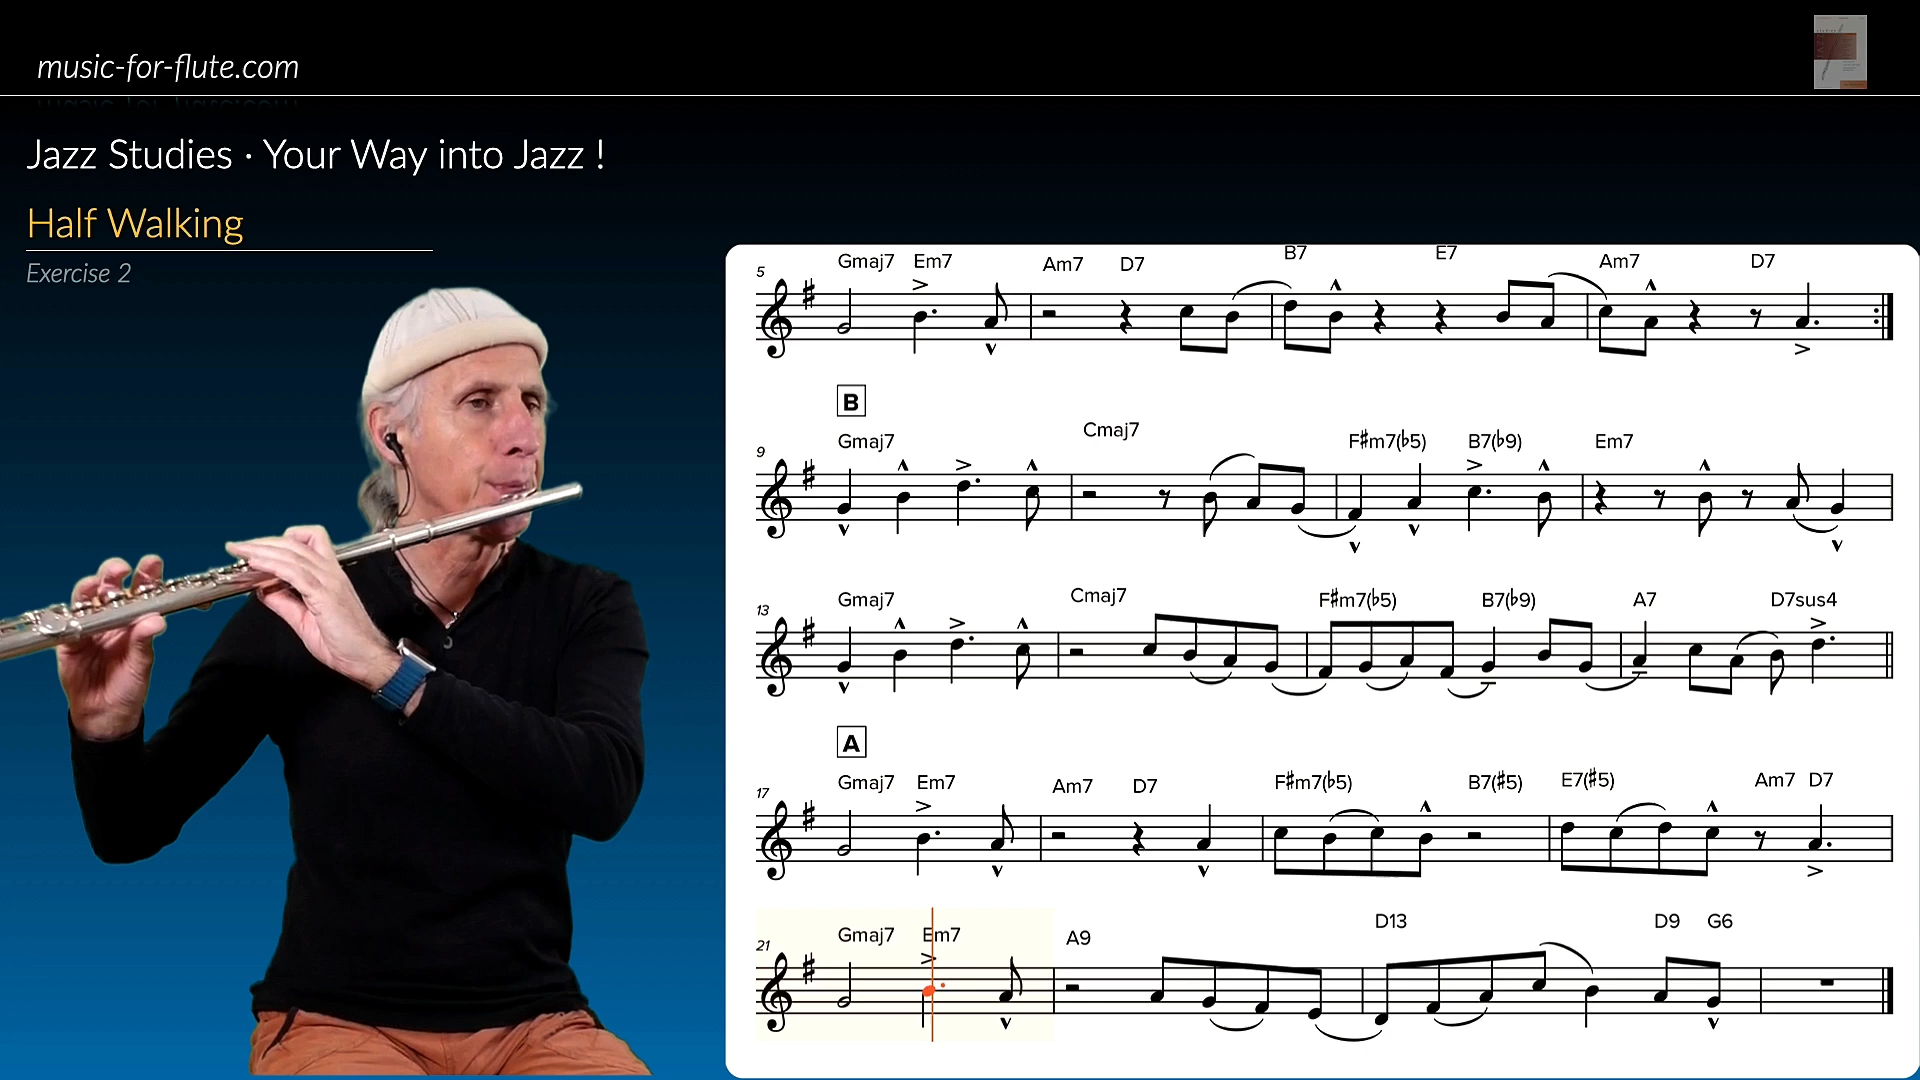 music-for-flute.com
Jazz Studies · Your Way into Jazz !
Half Walking
Exercise 2
5 Gmaj7 Em7 Am7 D7 B7 E7 Am7 D7
B
9 Gmaj7 Cmaj7 F#m7(♭5) B7(♭9) Em7
13 Gmaj7 Cmaj7 F#m7(♭5) B7(♭9) A7 D7sus4
A
17 Gmaj7 Em7 Am7 D7 F#m7(♭5) B7(#5) E7(#5) Am7 D7
21 Gmaj7 Em7 A9 D13 D9 G6